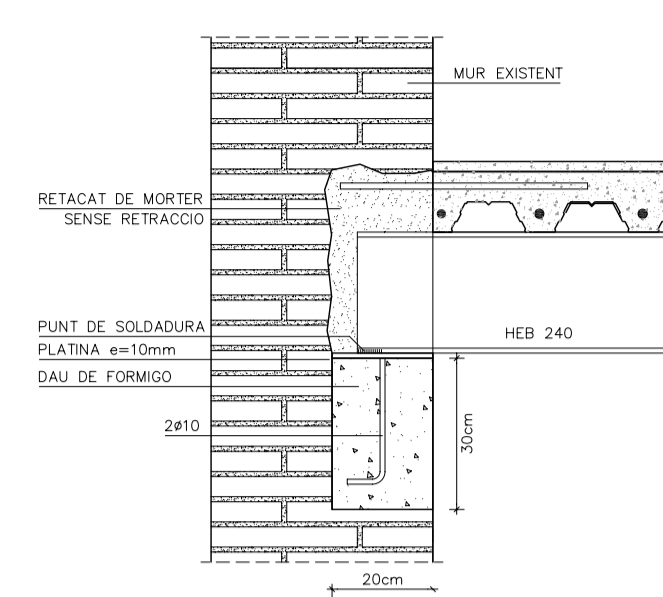 MUR EXISTENT
RETACAT DE MORTER
SENSE RETRACCIO
PUNT DE SOLDADURA
HEB 240
PLATINA e=10mm
DAU DE FORMIGO
2ø10
30cm
20cm